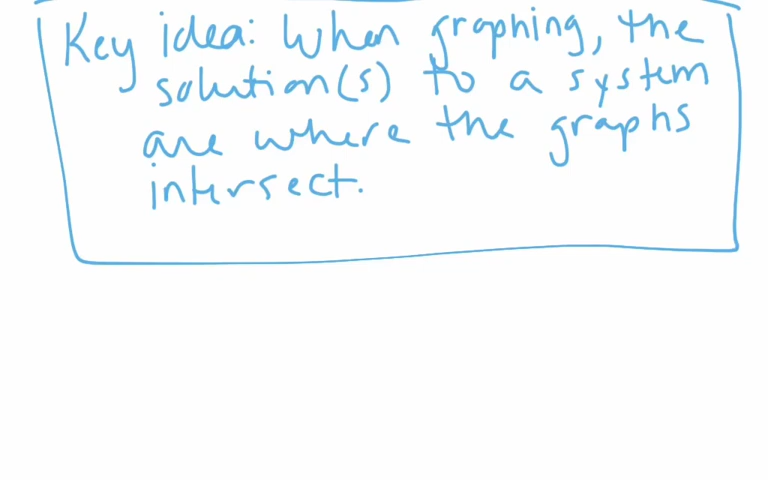 Key idea: When graphing, the
solution(s) to a system
are where the graphs
intersect.